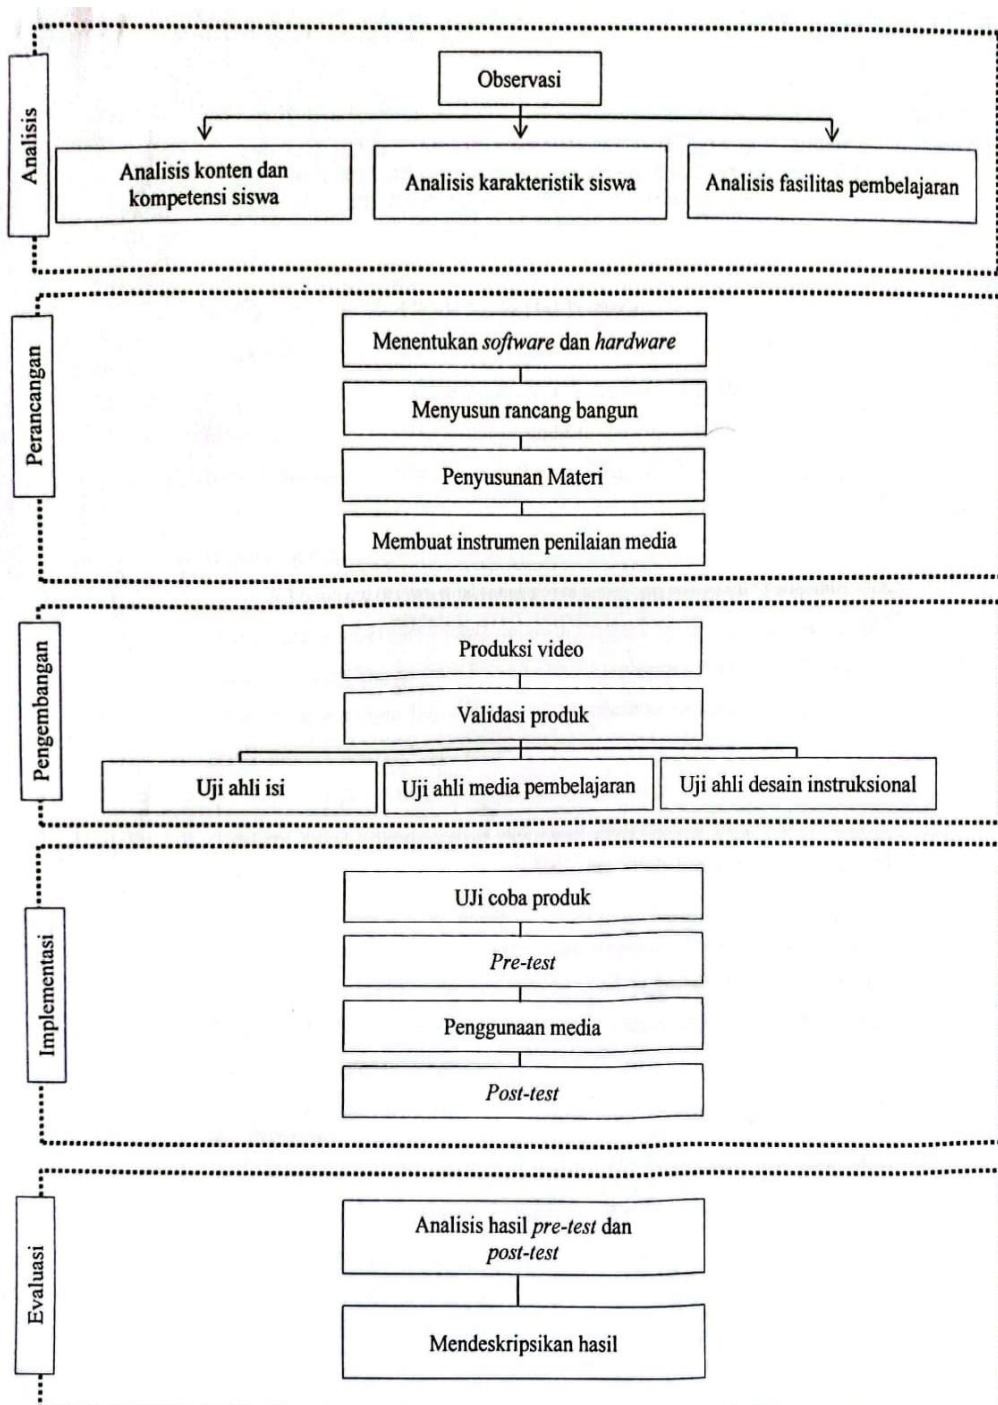 Analisis
Observasi
Analisis konten dan
kompetensi siswa
Analisis karakteristik siswa
Analisis fasilitas pembelajaran
Perancangan
Menentukan software dan hardware
Menyusun rancang bangun
Penyusunan Materi
Membuat instrumen penilaian media
Pengembangan
Produksi video
Validasi produk
Uji ahli isi
Uji ahli media pembelajaran
Uji ahli desain instruksional
Implementasi
UJi coba produk
Pre-test
Penggunaan media
Post-test
Evaluasi
Analisis hasil pre-test dan
post-test
Mendeskripsikan hasil